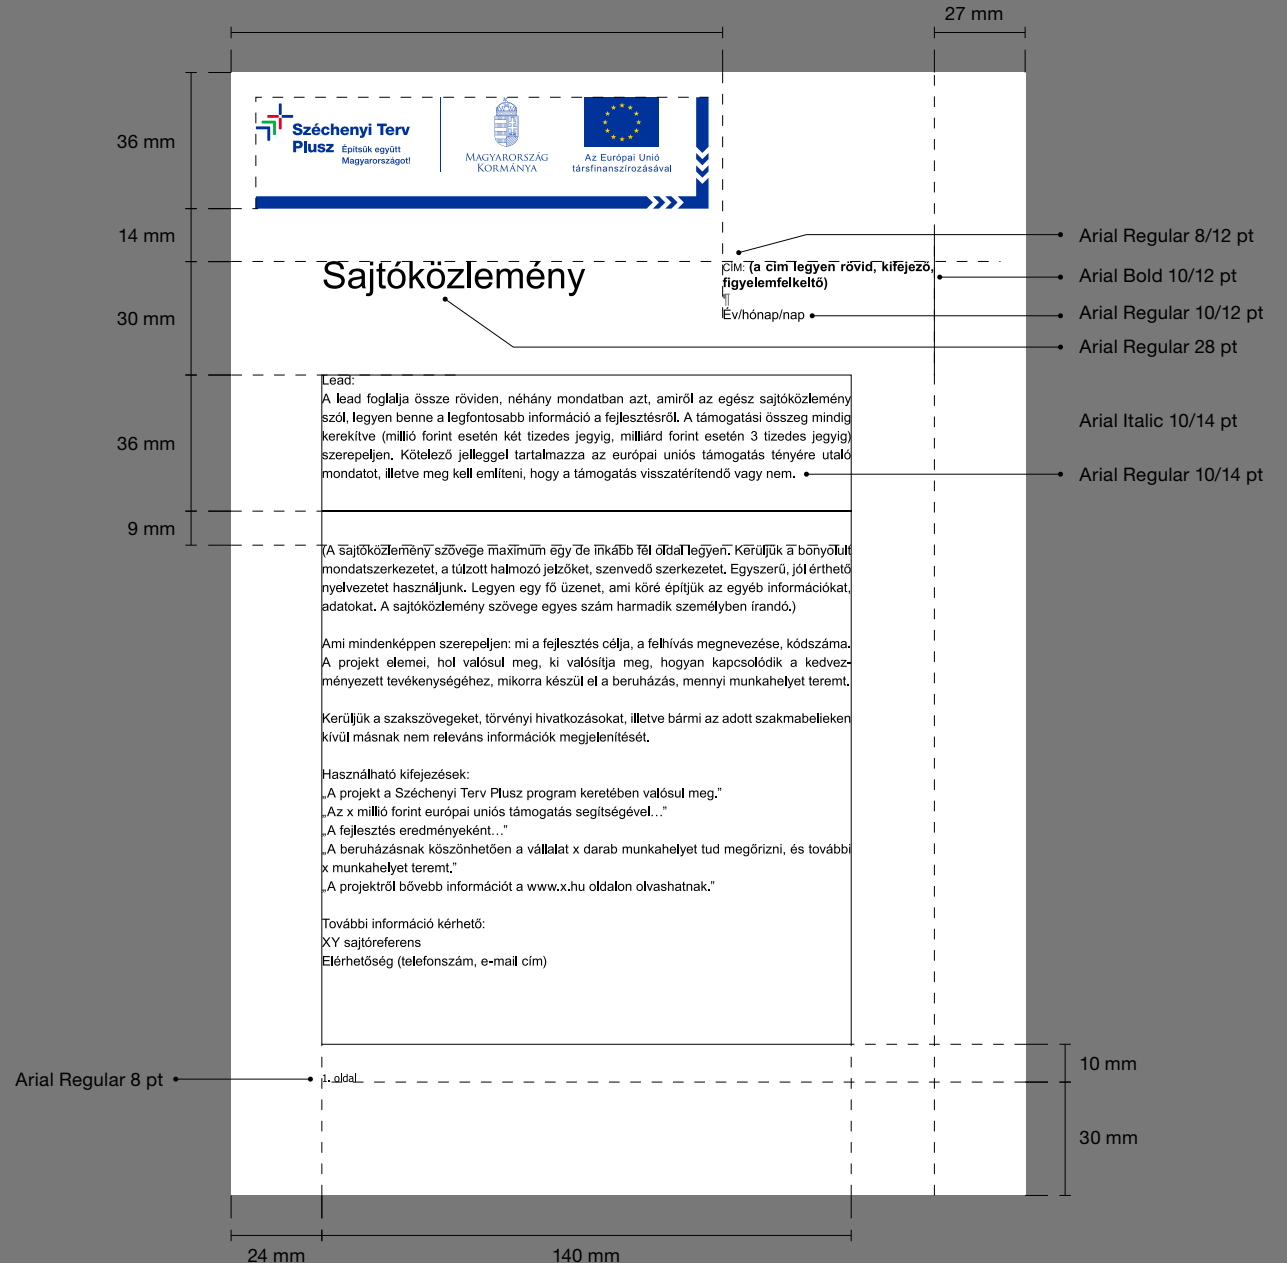 27 mm
36 mm
Széchenyi Terv
Plusz Építsük együtt
Magyarországot!
MAGYARORSZÁG
KORMÁNYA
Az Európai Unió
társfinanszírozásával
14 mm
Arial Regular 8/12 pt
Sajtóközlemény
CÍM: (a cím legyen rövid, kifejező,
figyelemfelkeltő)
¶
Év/hónap/nap
Arial Bold 10/12 pt
Arial Regular 10/12 pt
30 mm
Arial Regular 28 pt
Lead:
A lead foglalja össze röviden, néhány mondatban azt, amiről az egész sajtóközlemény
szól, legyen benne a legfontosabb információ a fejlesztésről. A támogatási összeg mindig
kerekítve (millió forint esetén két tizedes jegyig, milliárd forint esetén 3 tizedes jegyig)
szerepeljen. Kötelező jelleggel tartalmazza az európai uniós támogatás tényére utaló
mondatot, illetve meg kell említeni, hogy a támogatás visszatérítendő vagy nem.
Arial Italic 10/14 pt
36 mm
Arial Regular 10/14 pt
9 mm
(A sajtóközlemény szövege maximum egy de inkább fél oldal legyen. Kerüljük a bonyolult
mondatszerkezetet, a túlzott halmozó jelzőket, szenvedő szerkezetet. Egyszerű, jól érthető
nyelvezetet használjunk. Legyen egy fő üzenet, ami köré építjük az egyéb információkat,
adatokat. A sajtóközlemény szövege egyes szám harmadik személyben írandó.)
Ami mindenképpen szerepeljen: mi a fejlesztés célja, a felhívás megnevezése, kódszáma.
A projekt elemei, hol valósul meg, ki valósítja meg, hogyan kapcsolódik a kedvez-
ményezett tevékenységéhez, mikorra készül el a beruházás, mennyi munkahelyet teremt.
Kerüljük a szakszövegeket, törvényi hivatkozásokat, illetve bármi az adott szakmabelieken
kívül másnak nem releváns információk megjelenítését.
Használható kifejezések:
„A projekt a Széchenyi Terv Plusz program keretében valósul meg.”
„Az x millió forint európai uniós támogatás segítségével…”
„A fejlesztés eredményeként…”
„A beruházásnak köszönhetően a vállalat x darab munkahelyet tud megőrizni, és további
x munkahelyet teremt.”
„A projektről bővebb információt a www.x.hu oldalon olvashatnak.”
További információ kérhető:
XY sajtóreferens
Elérhetőség (telefonszám, e-mail cím)
10 mm
Arial Regular 8 pt
1. oldal
30 mm
24 mm
140 mm